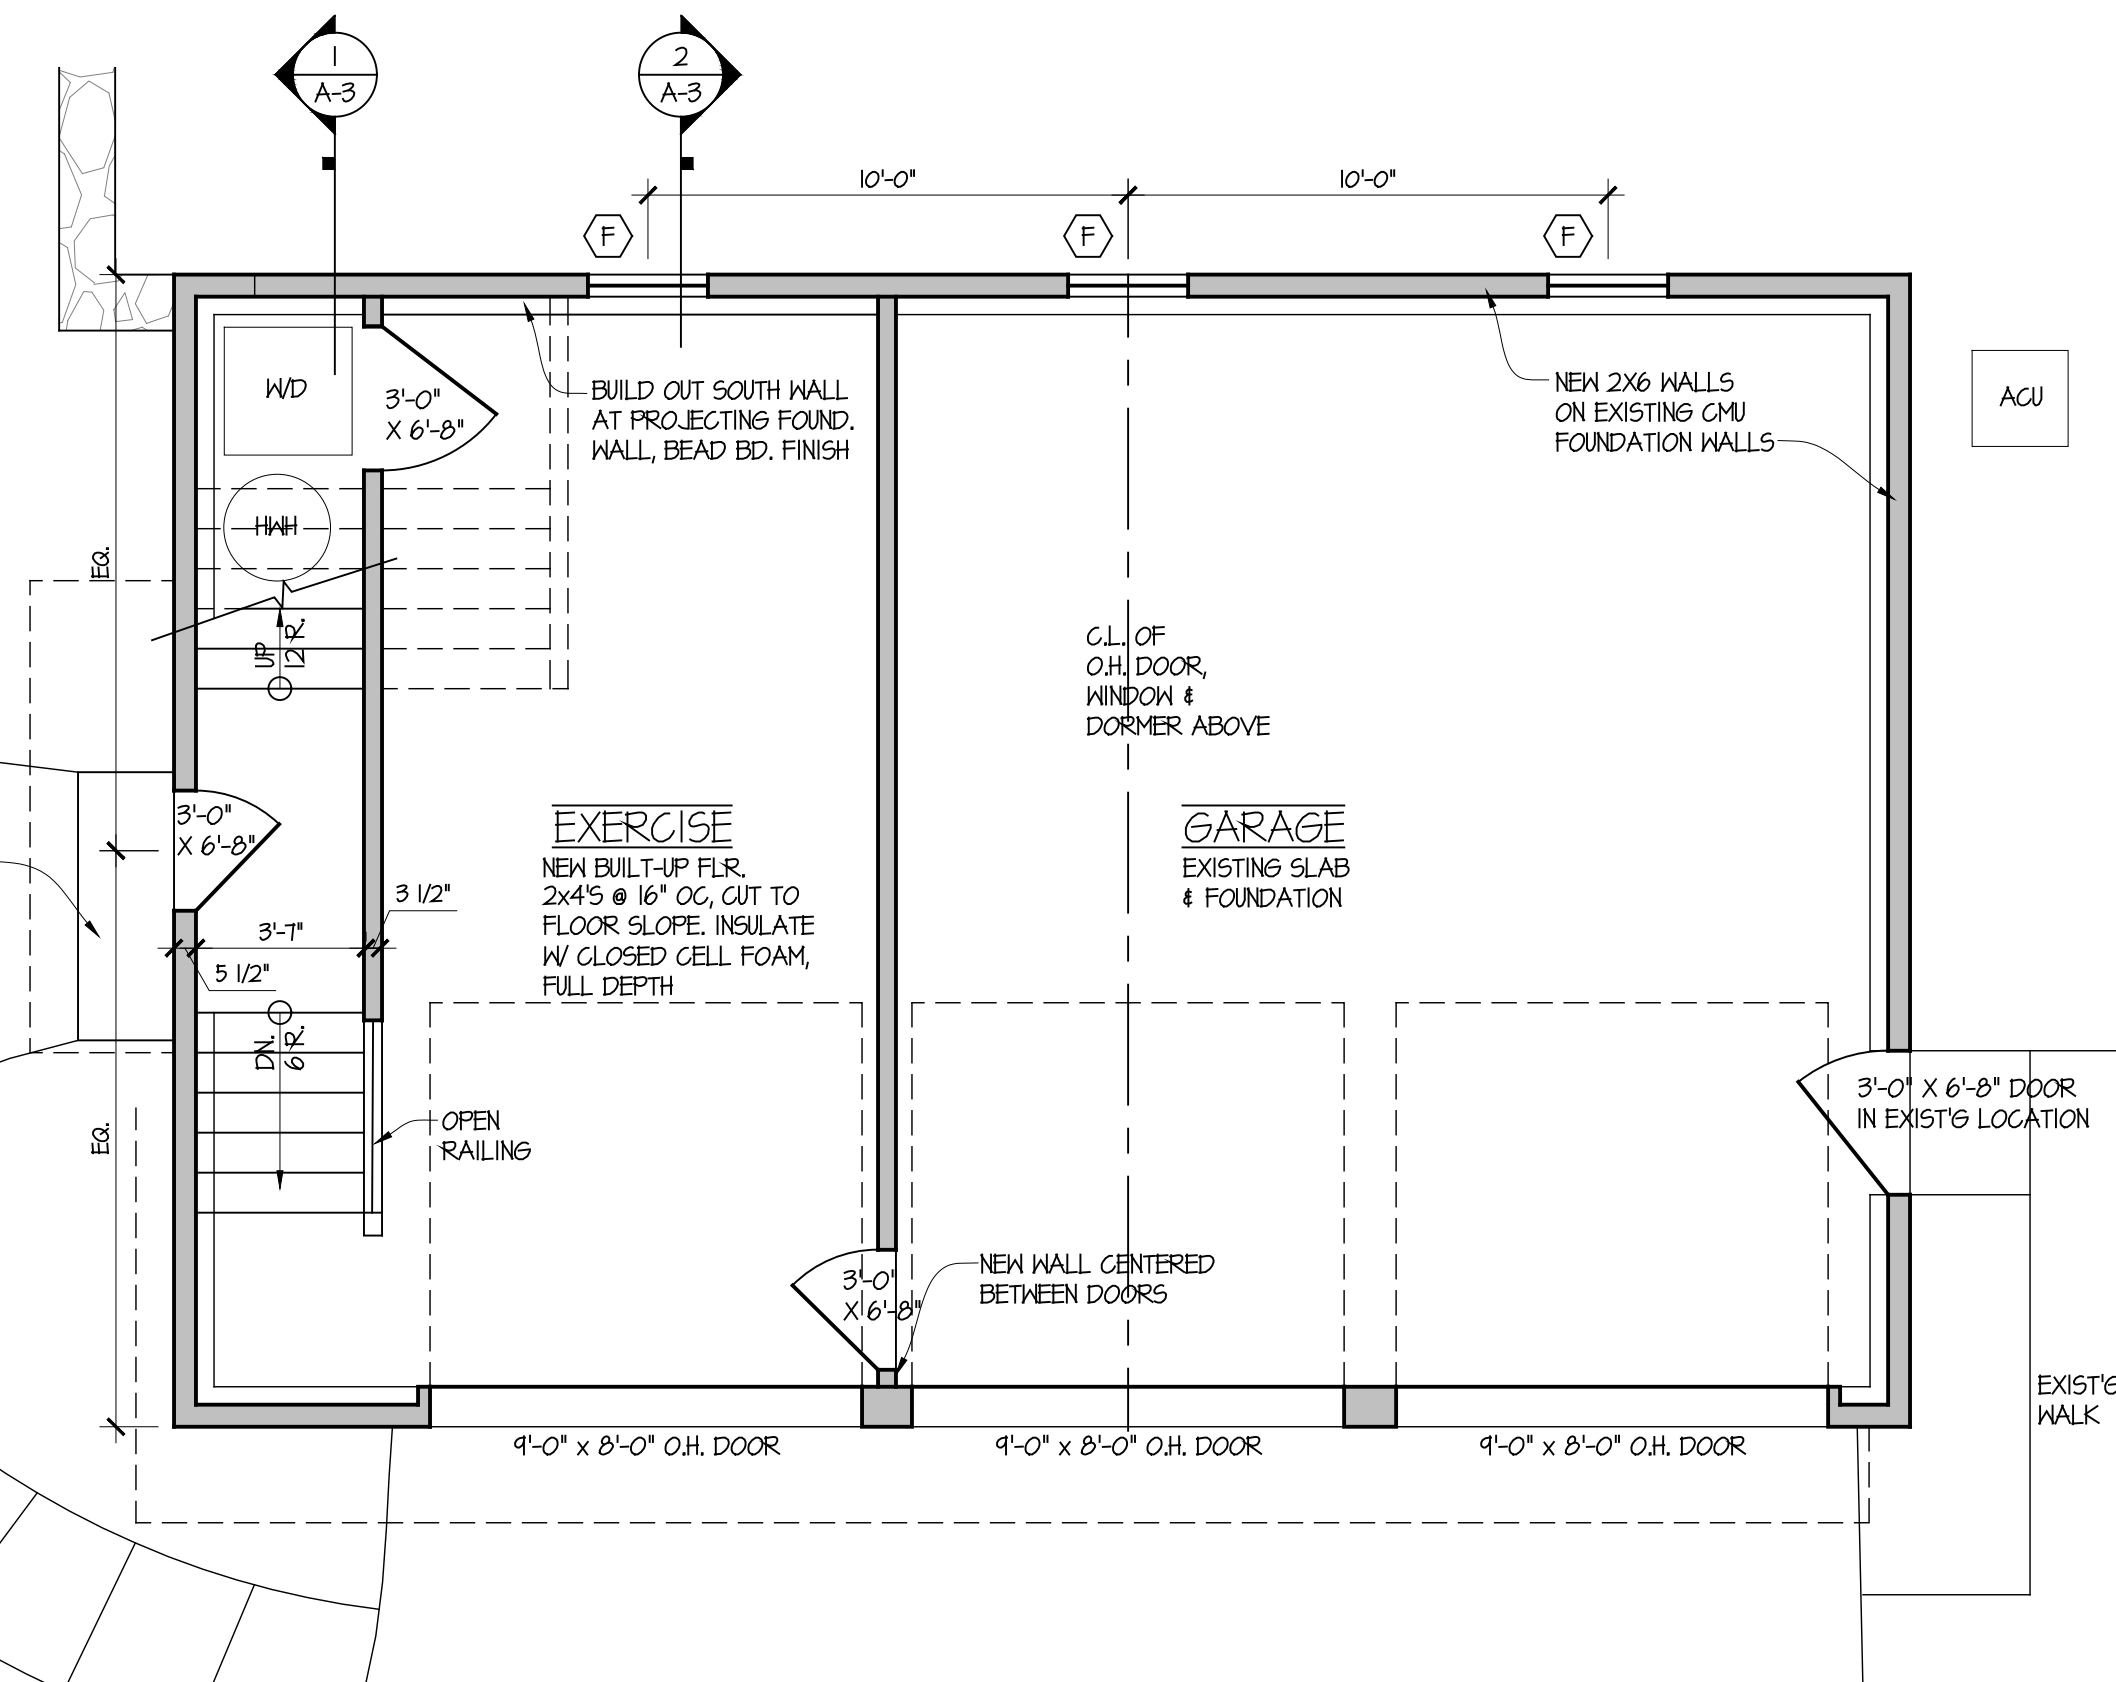 1
A-3
2
A-3
10'-0"
10'-0"
F
F
F
W/D
3'-0"
X 6'-8"
BUILD OUT SOUTH WALL
AT PROJECTING FOUND.
WALL, BEAD BD. FINISH
NEW 2X6 WALLS
ON EXISTING CMU
FOUNDATION WALLS
ACU
HWH
EQ.
UP
12 R.
C.L. OF
O.H. DOOR,
WINDOW &
DORMER ABOVE
3'-0"
X 6'-8"
EXERCISE
NEW BUILT-UP FLR.
2x4'S @ 16" OC, CUT TO
FLOOR SLOPE. INSULATE
W/ CLOSED CELL FOAM,
FULL DEPTH
GARAGE
EXISTING SLAB
& FOUNDATION
3 1/2"
3'-7"
5 1/2"
DN.
6 R.
EQ.
OPEN
RAILING
3'-0" X 6'-8" DOOR
IN EXIST'G LOCATION
3'-0"
X 6'-8"
NEW WALL CENTERED
BETWEEN DOORS
EXIST'G
WALK
9'-0" x 8'-0" O.H. DOOR
9'-0" x 8'-0" O.H. DOOR
9'-0" x 8'-0" O.H. DOOR